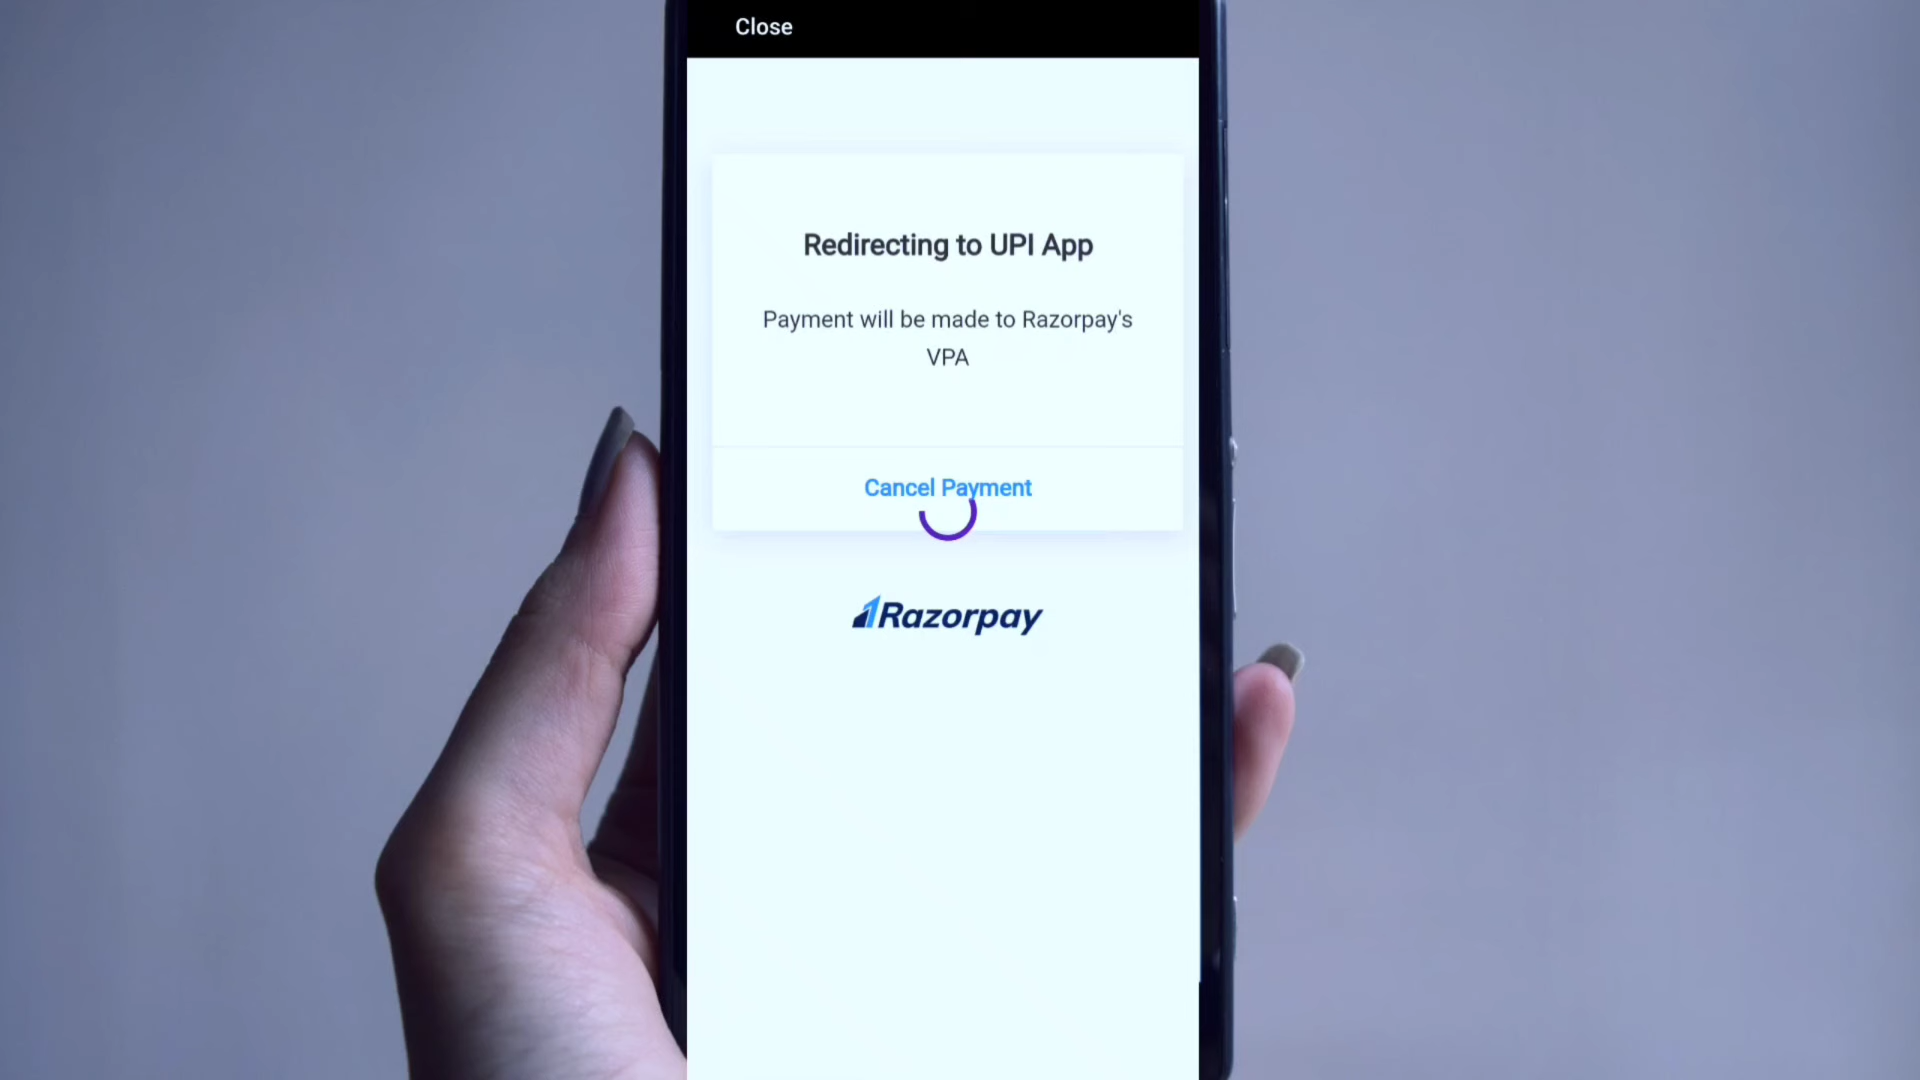 Close
Redirecting to UPI App
Payment will be made to Razorpay's
VPA
Cancel Payment
Razorpay